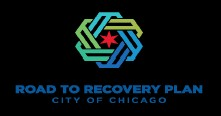 ROAD TO RECOVERY PLAN
CITY OF CHICAGO